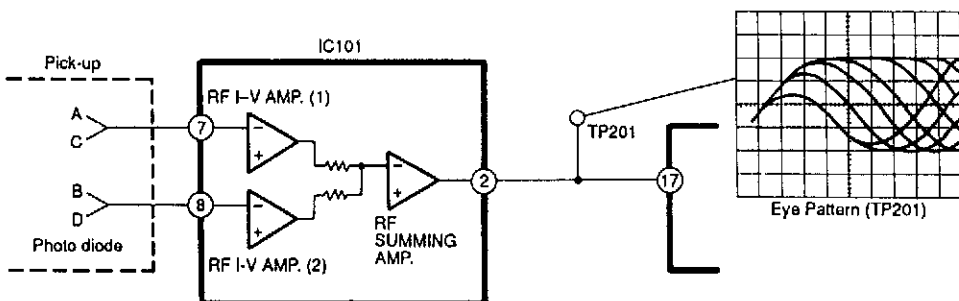 IC101
Pick-up
RF I-V AMP. (1)
A
C
7
−
+
TP201
B
D
8
−
+
−
+
2
17
Photo diode
RF I-V AMP. (2)
RF
SUMMING
AMP.
Eye Pattern (TP201)